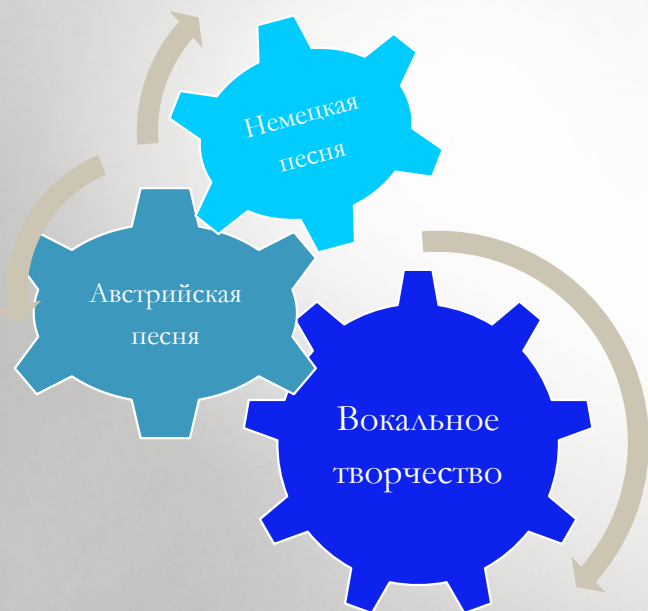 Немецкая
песня
Австрийская
песня
Вокальное
творчество